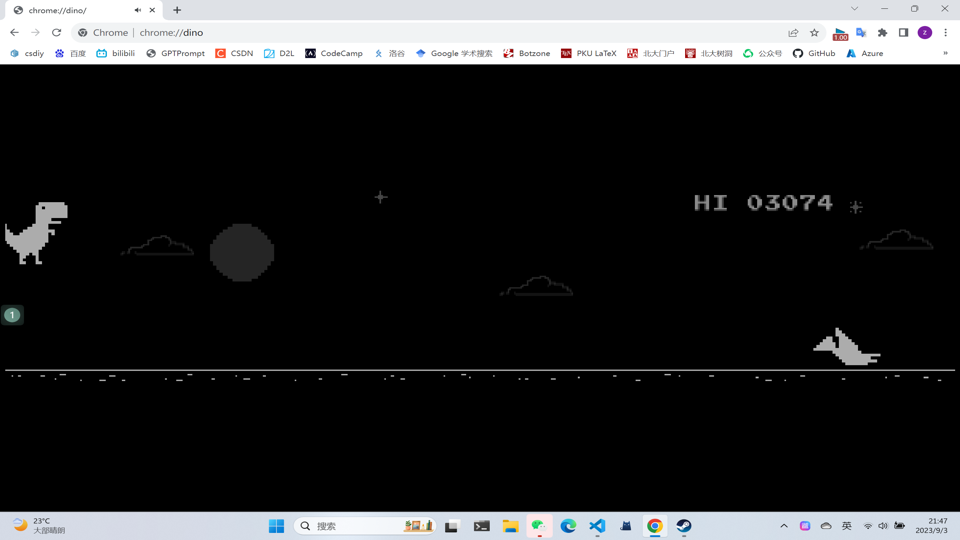 chrome://dino/
Chrome | chrome://dino
1.00
z
csdiy 百度 bilibili GPTPrompt CSDN D2L CodeCamp 洛谷 Google 学术搜索 Botzone PKU LaTeX 北大门户 北大树洞 公众号 GitHub Azure »
HI 03074
1
23°C
大部晴朗
搜索
英
21:47
2023/9/3